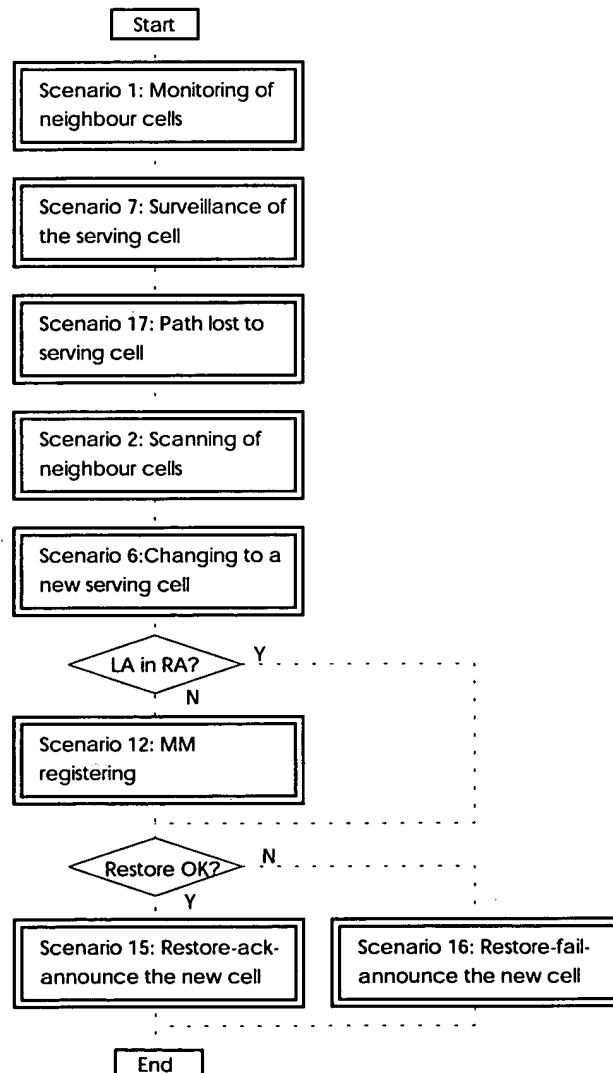 Start
Scenario 1: Monitoring of
neighbour cells
Scenario 7: Surveillance of
the serving cell
Scenario 17: Path lost to
serving cell
Scenario 2: Scanning of
neighbour cells
Scenario 6:Changing to a
new serving cell
LA in RA?
Y
N
Scenario 12: MM
registering
Restore OK?
N
Y
Scenario 15: Restore-ack-
announce the new cell
Scenario 16: Restore-fail-
announce the new cell
End